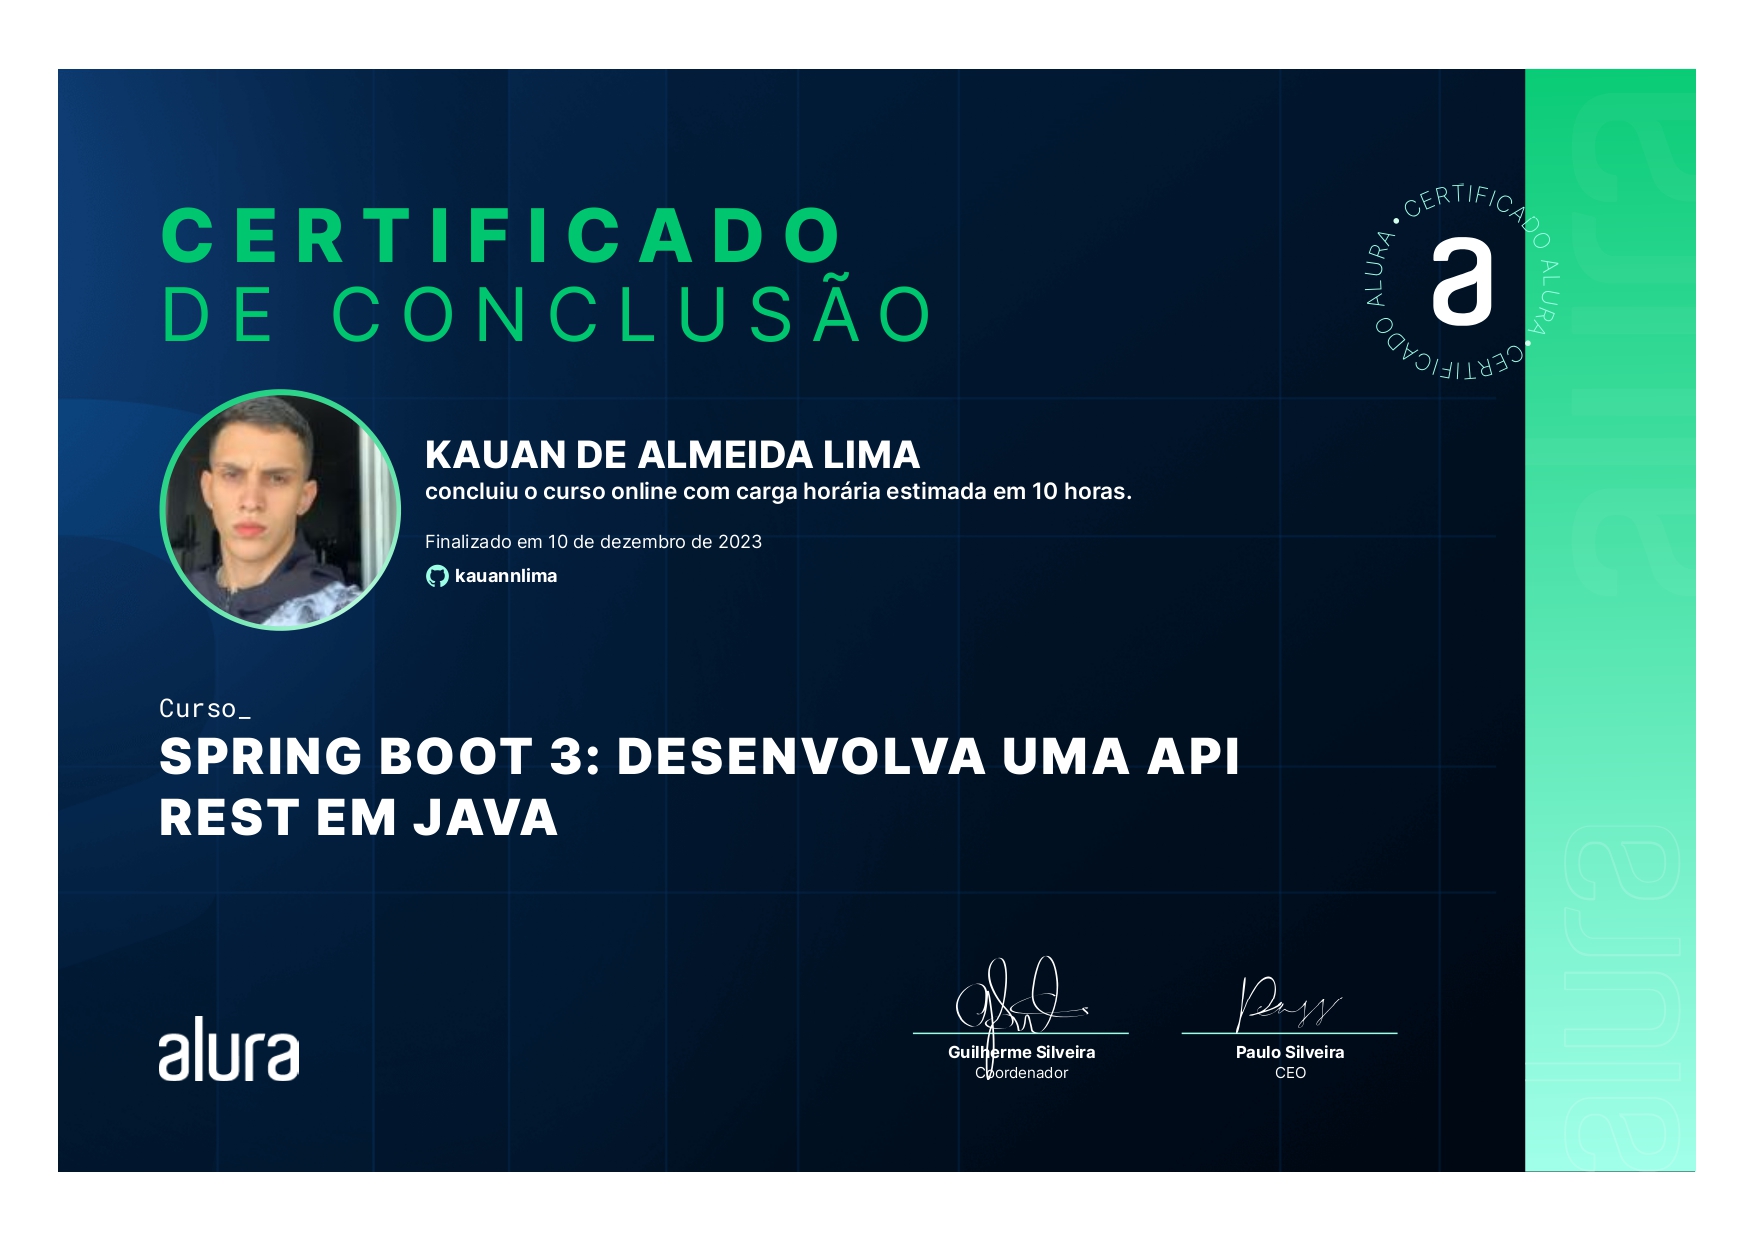 CERTIFICADO
DE CONCLUSÃO
CERTIFICADO ALURA • CERTIFICADO ALURA •
a
KAUAN DE ALMEIDA LIMA
concluiu o curso online com carga horária estimada em 10 horas.
Finalizado em 10 de dezembro de 2023
kauannlima
Curso_
SPRING BOOT 3: DESENVOLVA UMA API
REST EM JAVA
alura
Guilherme Silveira
Coordenador
Paulo Silveira
CEO
alura
alura
a